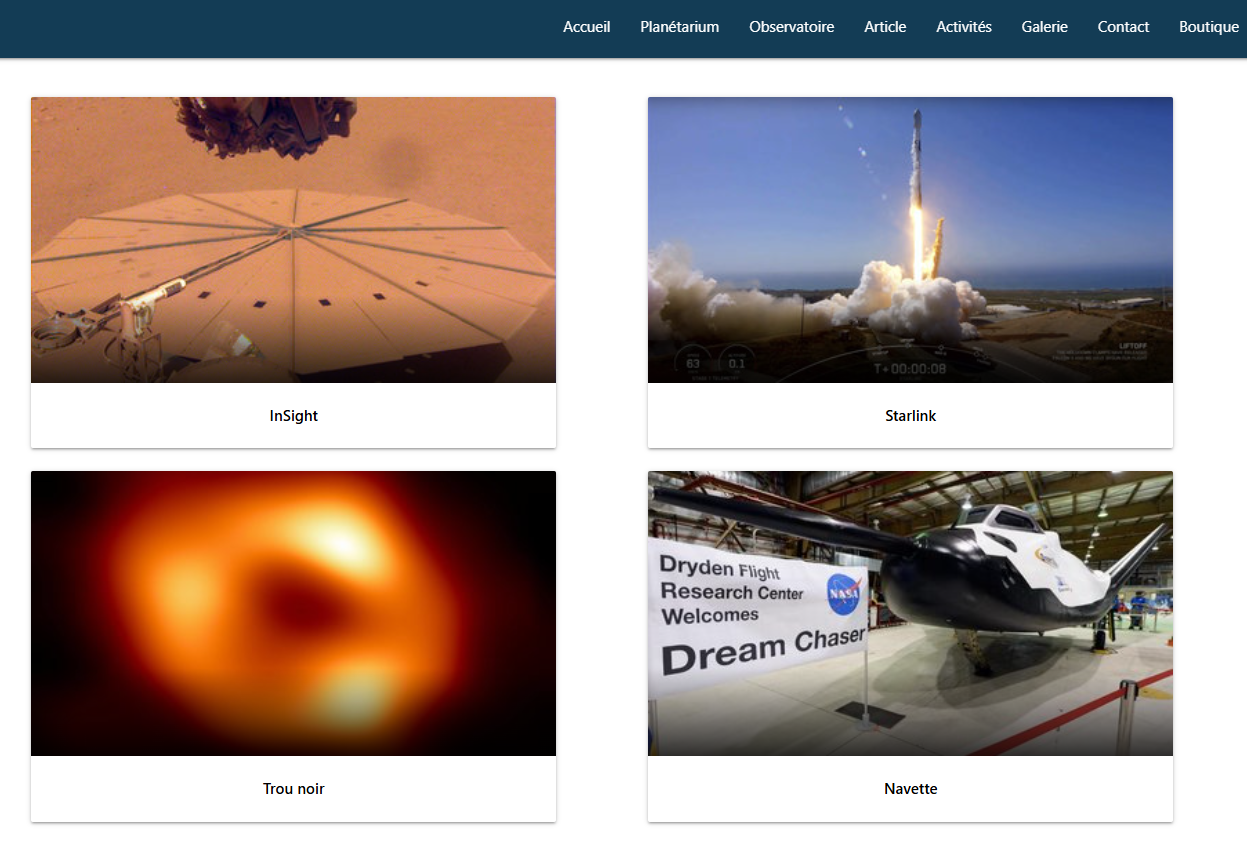 Accueil Planétarium Observatoire Article Activités Galerie Contact Boutique
InSight
LIFTOFF
63
0.1
T+00:00:08
Starlink
Trou noir
Dryden Flight
Research Center
Welcomes
Dream Chaser
NASA
Navette